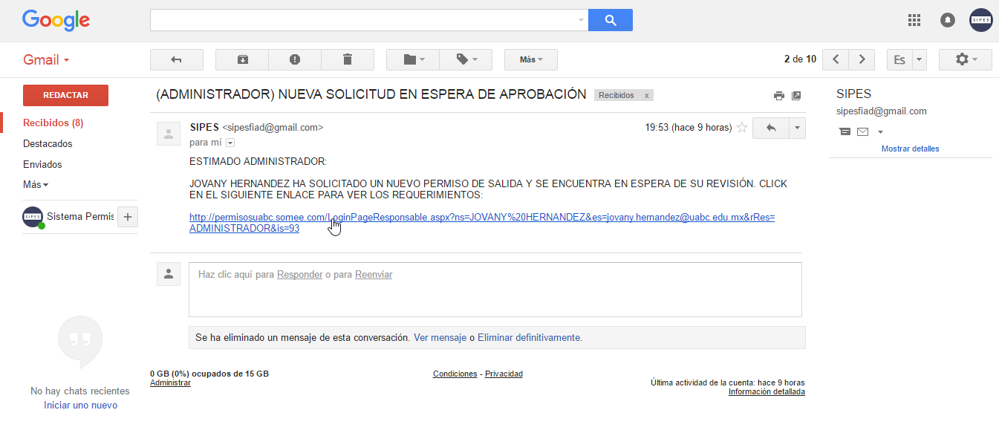 Google
SIPES
Gmail
Más
2 de 10
Es
REDACTAR
(ADMINISTRADOR) NUEVA SOLICITUD EN ESPERA DE APROBACIÓN
Recibidos x
SIPES
sipesfiad@gmail.com
Mostrar detalles
Recibidos (8)
Destacados
Enviados
Más
SIPES
Sistema Permis
SIPES <sipesfiad@gmail.com>
19:53 (hace 9 horas)
para mí
ESTIMADO ADMINISTRADOR:
JOVANY HERNANDEZ HA SOLICITADO UN NUEVO PERMISO DE SALIDA Y SE ENCUENTRA EN ESPERA DE SU REVISIÓN. CLICK
EN EL SIGUIENTE ENLACE PARA VER LOS REQUERIMIENTOS:
http://permisosuabc.somee.com/LoginPageResponsable.aspx?ns=JOVANY%20HERNANDEZ&es=jovany.hernandez@uabc.edu.mx&rRes=
ADMINISTRADOR&is=93
Haz clic aquí para Responder o para Reenviar
Se ha eliminado un mensaje de esta conversación. Ver mensaje o Eliminar definitivamente.
No hay chats recientes
Iniciar uno nuevo
0 GB (0%) ocupados de 15 GB
Administrar
Condiciones - Privacidad
Última actividad de la cuenta: hace 9 horas
Información detallada